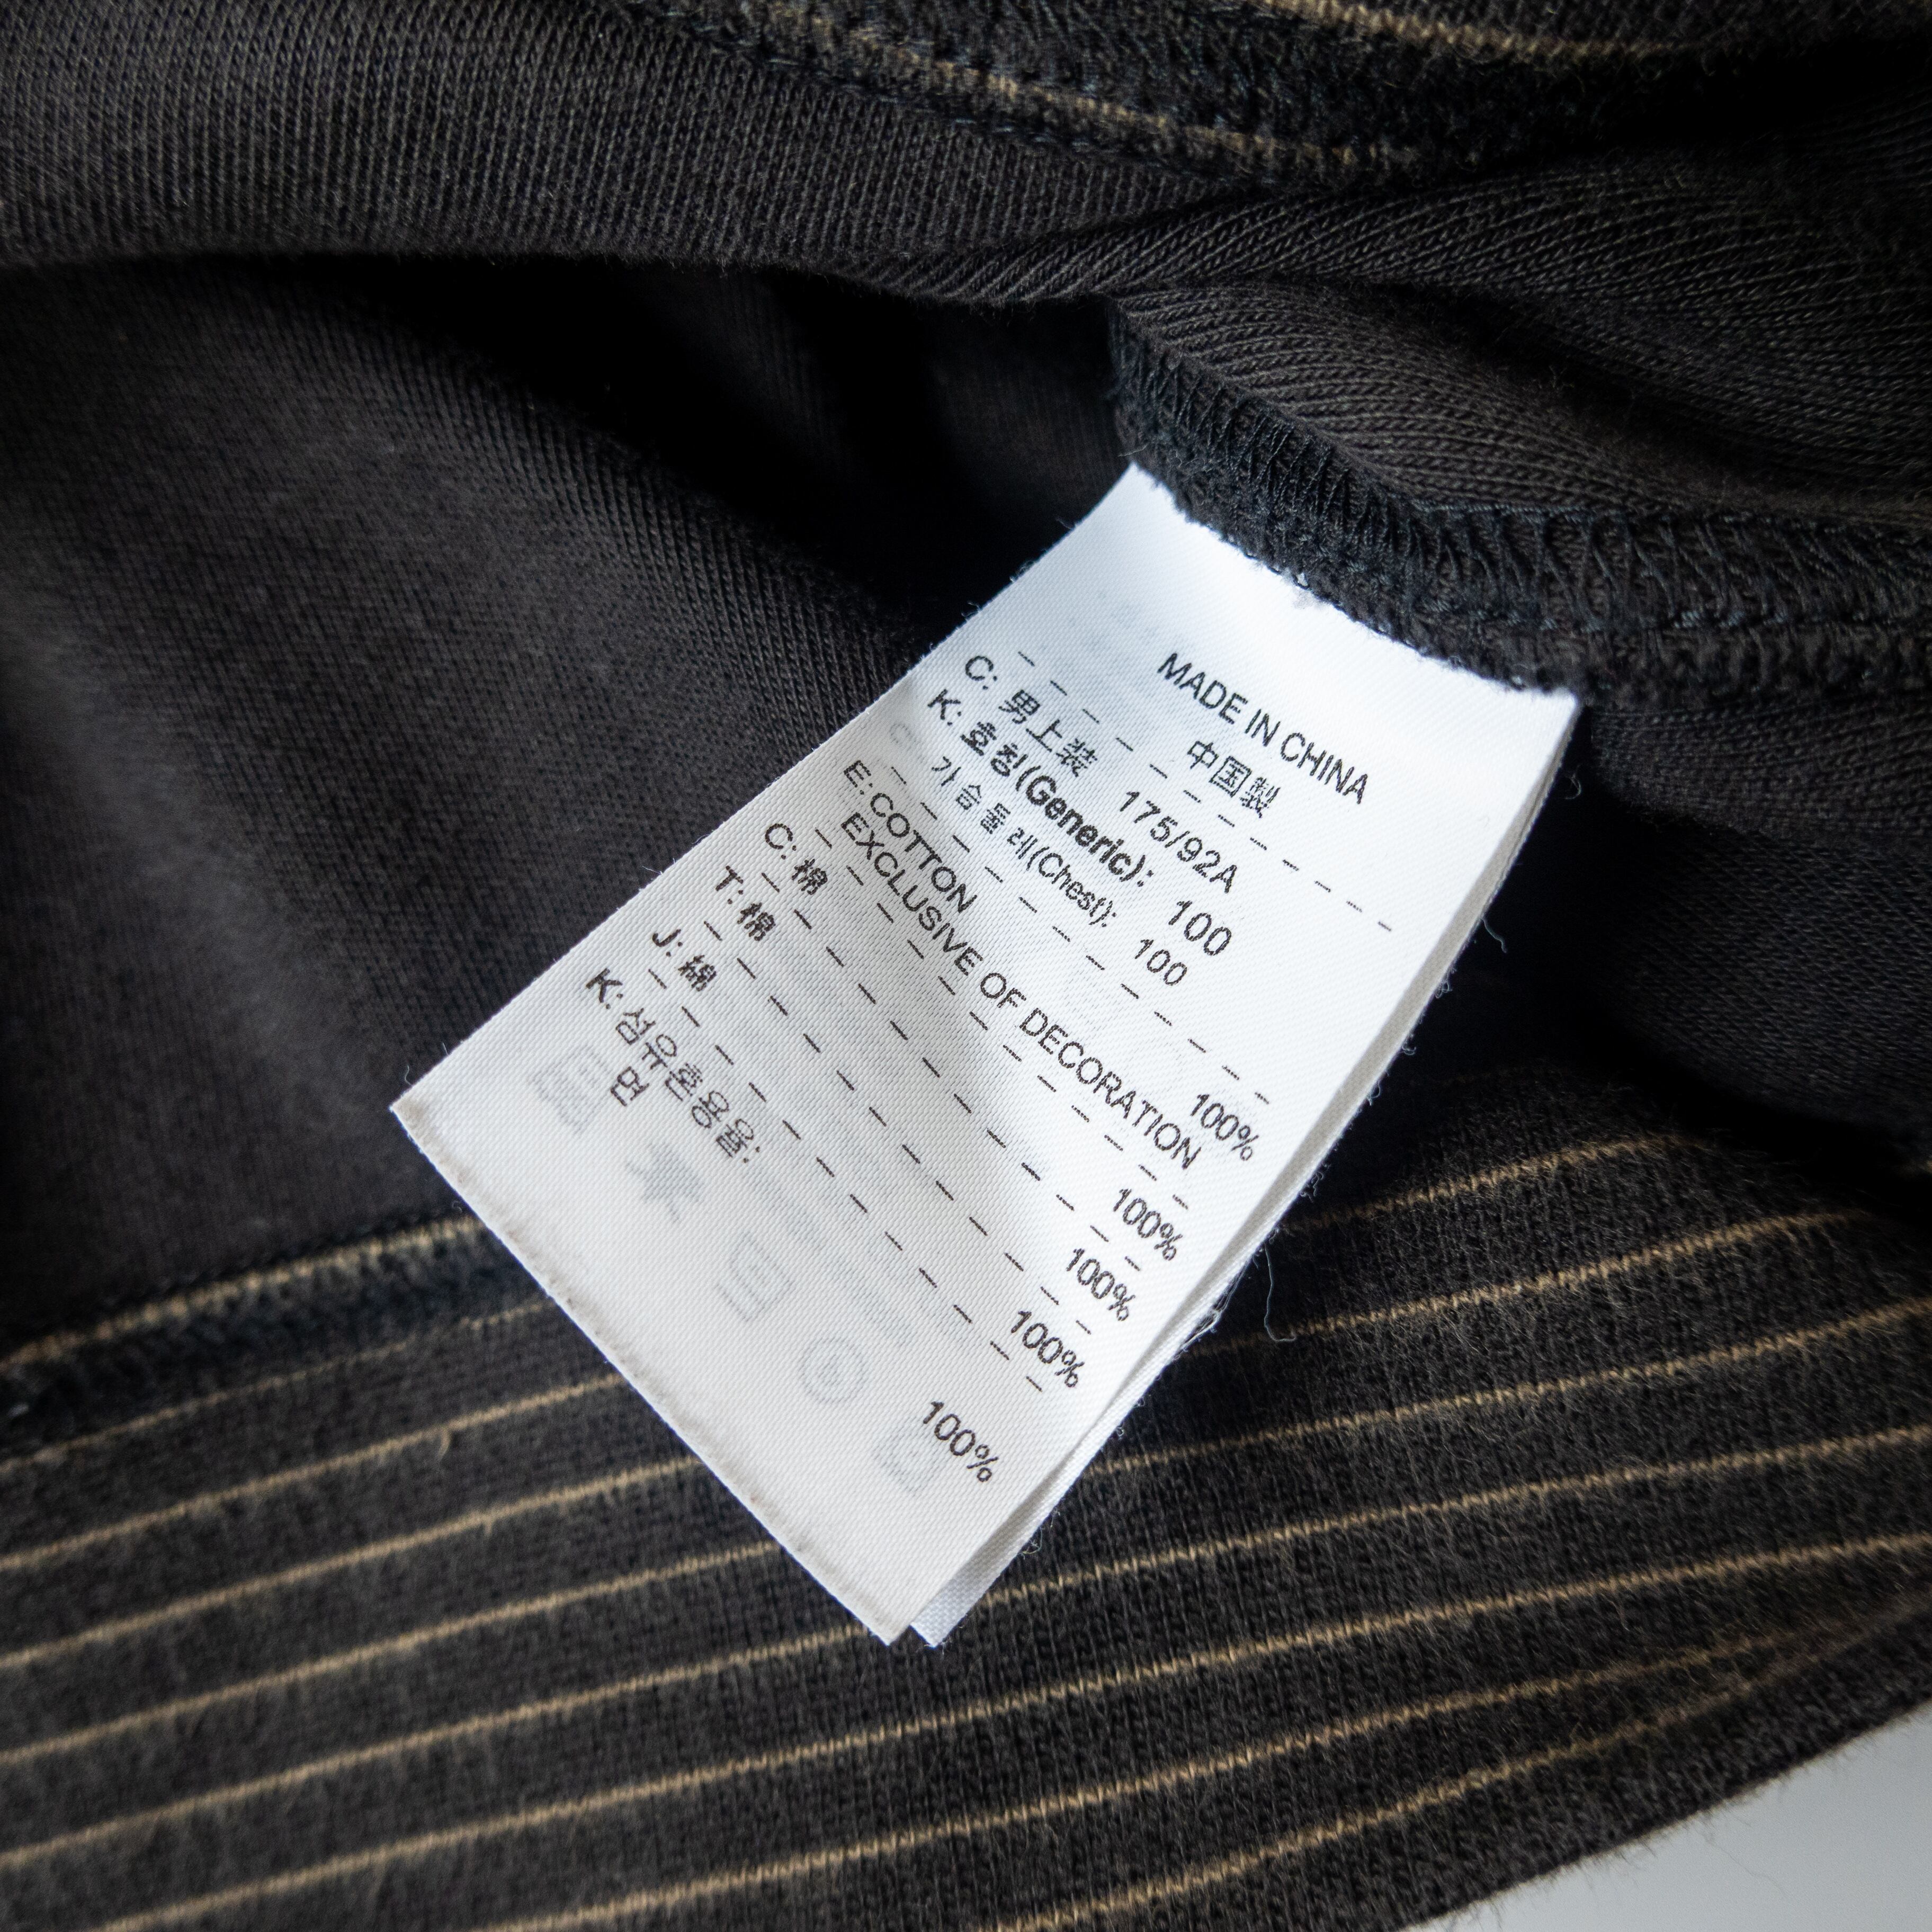 MADE IN CHINA
中国製
C: 男上装 175/92A
K: 호칭(Generic): 100
가슴둘레(Chest): 100
E: COTTON 100%
EXCLUSIVE OF DECORATION
C: 棉 100%
T: 棉 100%
J: 綿 100%
K: 섬유혼용율:
면 100%